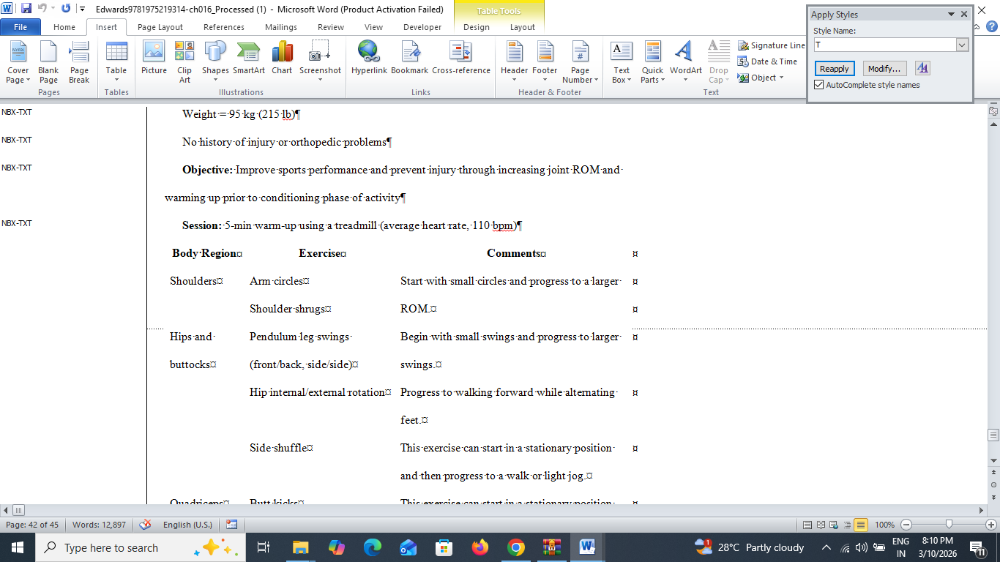 Edwards9781975219314-ch016_Processed (1) - Microsoft Word (Product Activation Failed)
Table Tools
File Home Insert Page Layout References Mailings Review View Developer Design Layout
Cover Page
Blank Page
Page Break
Table
Picture
Clip Art
Shapes
SmartArt
Chart
Screenshot
Hyperlink
Bookmark
Cross-reference
Header
Footer
Page Number
Text Box
Quick Parts
WordArt
Drop Cap
Signature Line
Date & Time
Object
Pages Tables Illustrations Links Header & Footer Text
Apply Styles
Style Name:
T
Reapply Modify...
AutoComplete style names
NBX-TXT Weight = 95 kg (215 lb)¶
NBX-TXT No history of injury or orthopedic problems¶
NBX-TXT Objective: Improve sports performance and prevent injury through increasing joint ROM and
warming up prior to conditioning phase of activity¶
NBX-TXT Session: 5-min warm-up using a treadmill (average heart rate, 110 bpm)¶
Body Region¤ Exercise¤ Comments¤ ¤
Shoulders¤ Arm circles¤ Start with small circles and progress to a larger ¤
Shoulder shrugs¤ ROM.¤ ¤
Hips and Pendulum leg swings Begin with small swings and progress to larger ¤
buttocks¤ (front/back, side/side)¤ swings.¤
Hip internal/external rotation¤ Progress to walking forward while alternating ¤
feet.¤
Side shuffle¤ This exercise can start in a stationary position ¤
and then progress to a walk or light jog.¤
Quadriceps¤ Butt kicks¤ This exercise can start in a stationary position ¤
Page: 42 of 45 Words: 12,897 English (U.S.) 100%
Type here to search 28°C Partly cloudy ENG 8:10 PM
IN 3/10/2026 11